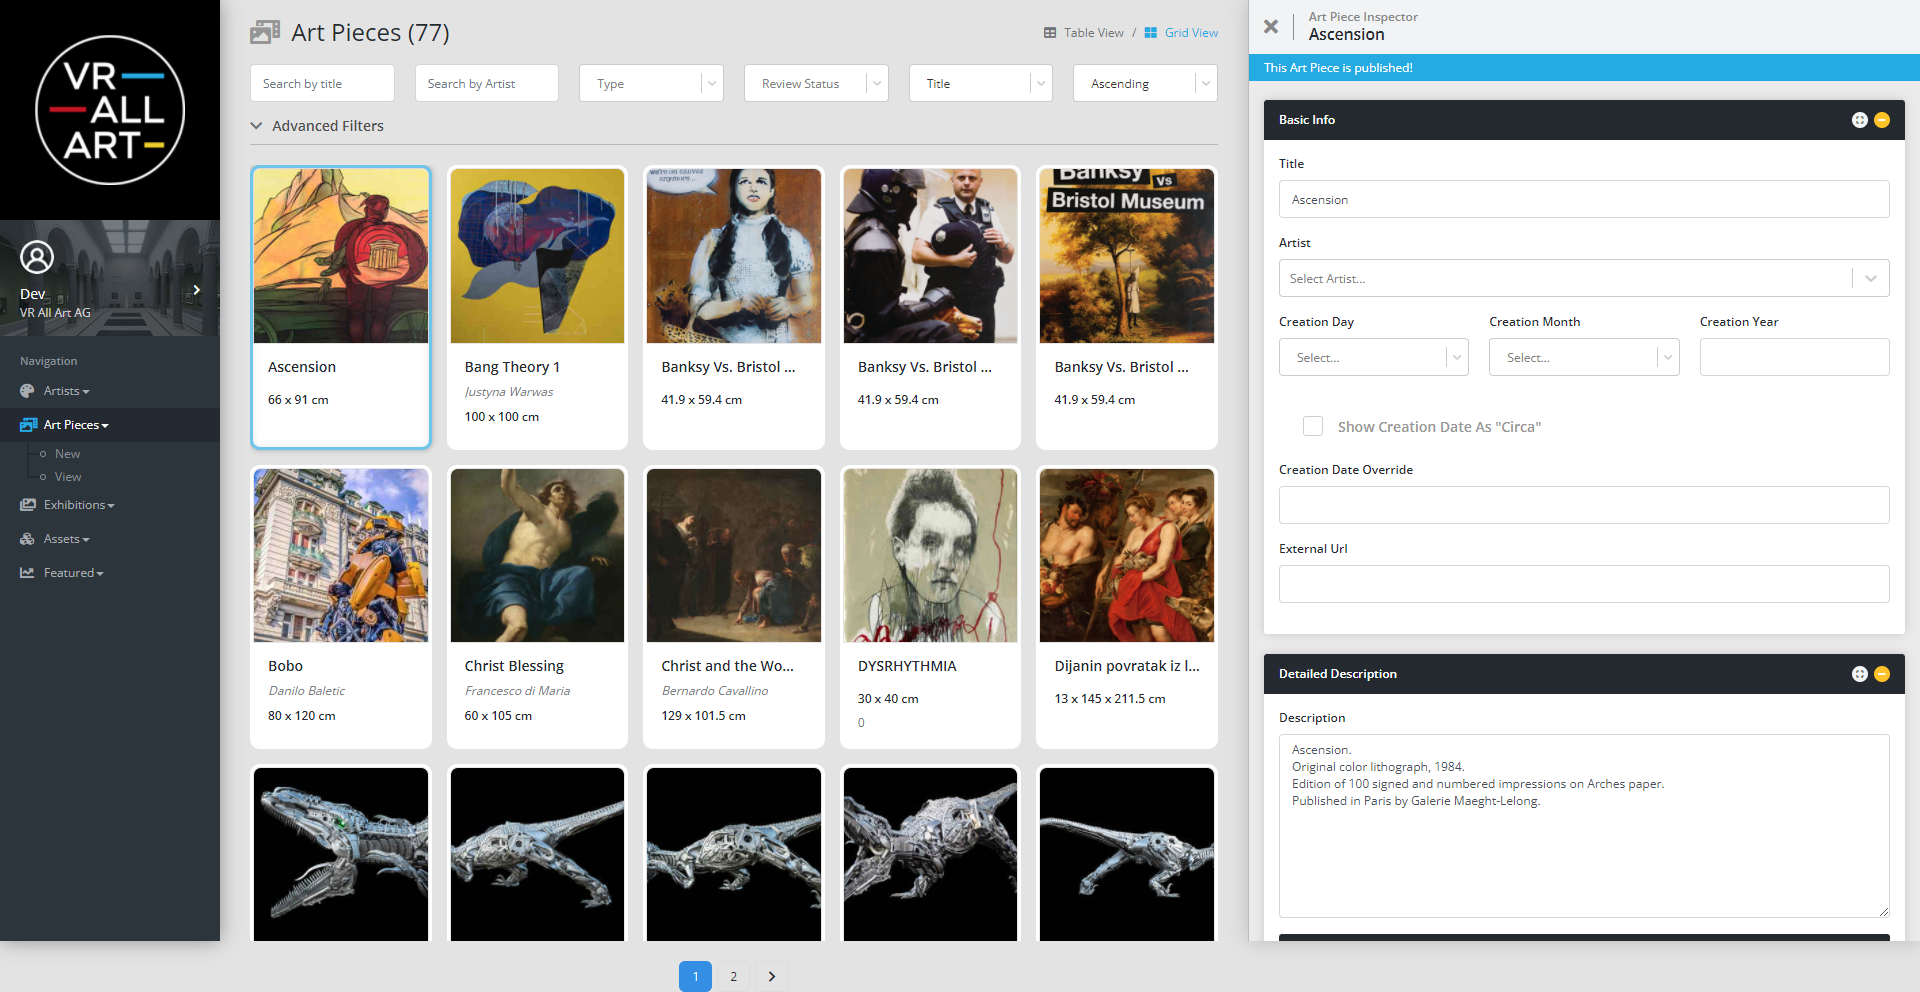 VR
ALL
ART
Dev
VR All Art AG
Navigation
Artists
Art Pieces
New
View
Exhibitions
Assets
Featured
Art Pieces (77)
Table View / Grid View
Search by title
Search by Artist
Type
Review Status
Title
Ascending
Advanced Filters
we're on canvas
anymore...
Banksy
vs
Bristol Museum
Ascension
66 x 91 cm
Bang Theory 1
Justyna Warwas
100 x 100 cm
Banksy Vs. Bristol ...
41.9 x 59.4 cm
Banksy Vs. Bristol ...
41.9 x 59.4 cm
Banksy Vs. Bristol ...
41.9 x 59.4 cm
Bobo
Danilo Baletic
80 x 120 cm
Christ Blessing
Francesco di Maria
60 x 105 cm
Christ and the Wo...
Bernardo Cavallino
129 x 101.5 cm
DYSRHYTHMIA
30 x 40 cm
0
Dijanin povratak iz l...
13 x 145 x 211.5 cm
1
2
Art Piece Inspector
Ascension
This Art Piece is published!
Basic Info
Title
Ascension
Artist
Select Artist...
Creation Day
Creation Month
Creation Year
Select...
Select...
Show Creation Date As "Circa"
Creation Date Override
External Url
Detailed Description
Description
Ascension.
Original color lithograph, 1984.
Edition of 100 signed and numbered impressions on Arches paper.
Published in Paris by Galerie Maeght-Lelong.